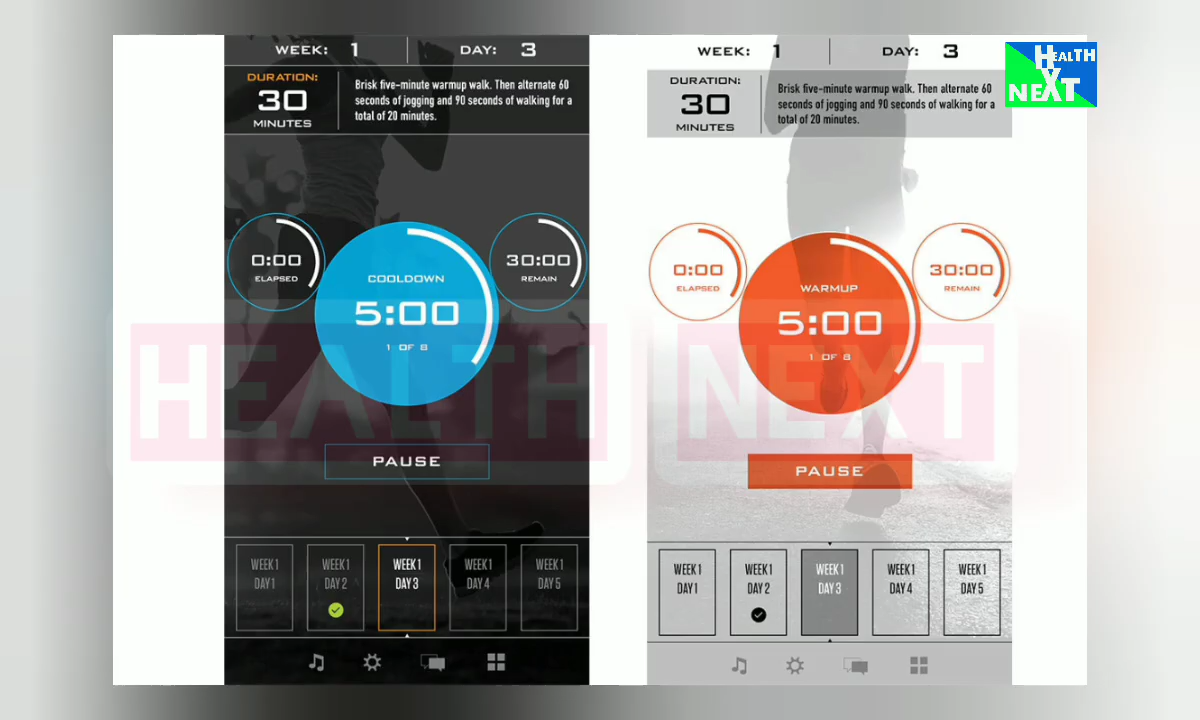 WEEK: 1 DAY: 3
DURATION:
30
MINUTES
Brisk five-minute warmup walk. Then alternate 60
seconds of jogging and 90 seconds of walking for a
total of 20 minutes.
0:00
ELAPSED
COOLDOWN
5:00
1 OF 8
30:00
REMAIN
PAUSE
WEEK 1
DAY 1
WEEK 1
DAY 2
WEEK 1
DAY 3
WEEK 1
DAY 4
WEEK 1
DAY 5
WEEK: 1 DAY: 3
DURATION:
30
MINUTES
Brisk five-minute warmup walk. Then alternate 60
seconds of jogging and 90 seconds of walking for a
total of 20 minutes.
0:00
ELAPSED
WARMUP
5:00
1 OF 8
30:00
REMAIN
PAUSE
WEEK 1
DAY 1
WEEK 1
DAY 2
WEEK 1
DAY 3
WEEK 1
DAY 4
WEEK 1
DAY 5
HEALTH
NEXT
HEALTH NEXT